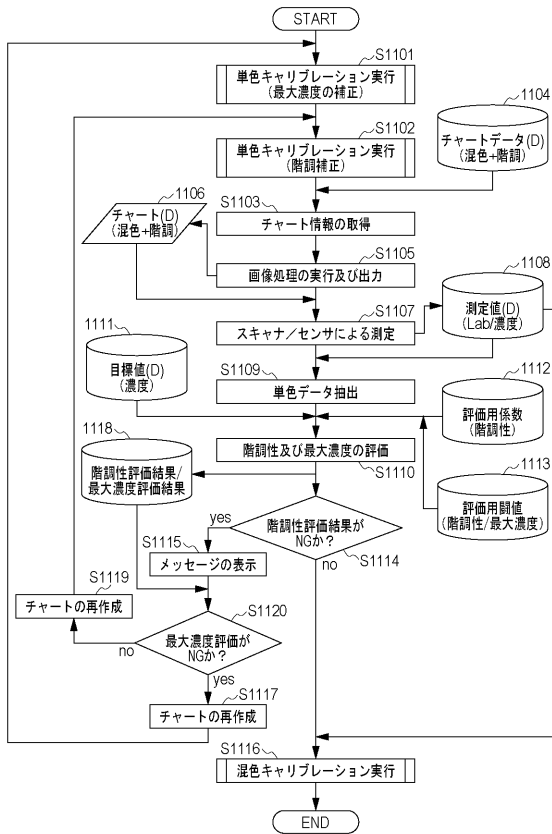 START
S1101
単色キャリブレーション実行
(最大濃度の補正)
1104
チャートデータ(D)
(混色+階調)
S1102
単色キャリブレーション実行
(階調補正)
1106
チャート(D)
(混色+階調)
S1103
チャート情報の取得
S1105
画像処理の実行及び出力
1108
測定値(D)
(Lab/濃度)
S1107
スキャナ/センサによる測定
1111
目標値(D)
(濃度)
S1109
単色データ抽出
1112
評価用係数
(階調性)
1118
階調性評価結果/
最大濃度評価結果
階調性及び最大濃度の評価
S1110
1113
評価用閾値
(階調性/最大濃度)
階調性評価結果が
NGか?
S1114
yes
no
S1115
メッセージの表示
S1119
チャートの再作成
S1120
最大濃度評価が
NGか?
no
yes
S1117
チャートの再作成
S1116
混色キャリブレーション実行
END